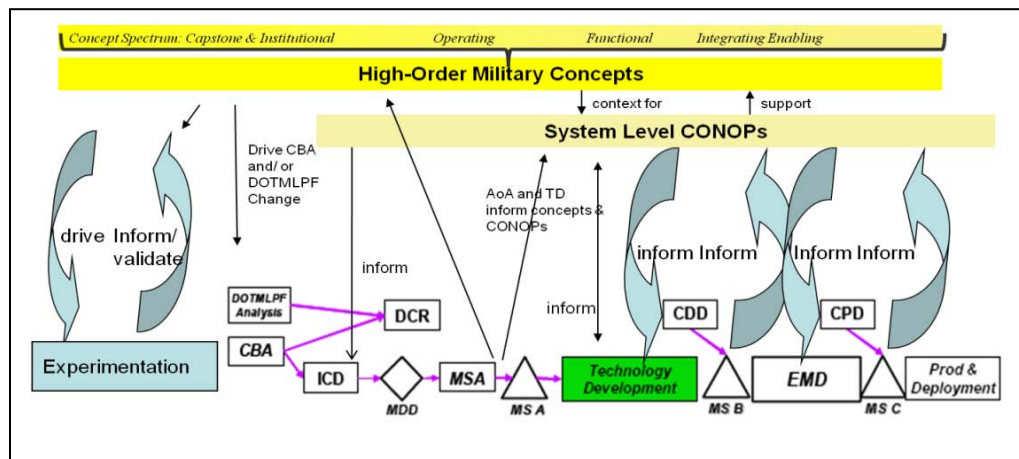 Concept Spectrum: Capstone & Institutional Operating Functional Integrating Enabling
High-Order Military Concepts
context for support
System Level CONOPs
Drive CBA
and/ or
DOTMLPF
Change
AoA and TD
inform concepts &
CONOPs
drive Inform/
validate
inform Inform
Inform Inform
inform
inform
DOTMLPF
Analysis
DCR
CDD
CPD
CBA
Experimentation
ICD
MDD
MSA
MS A
Technology
Development
MS B
EMD
MS C
Prod &
Deployment